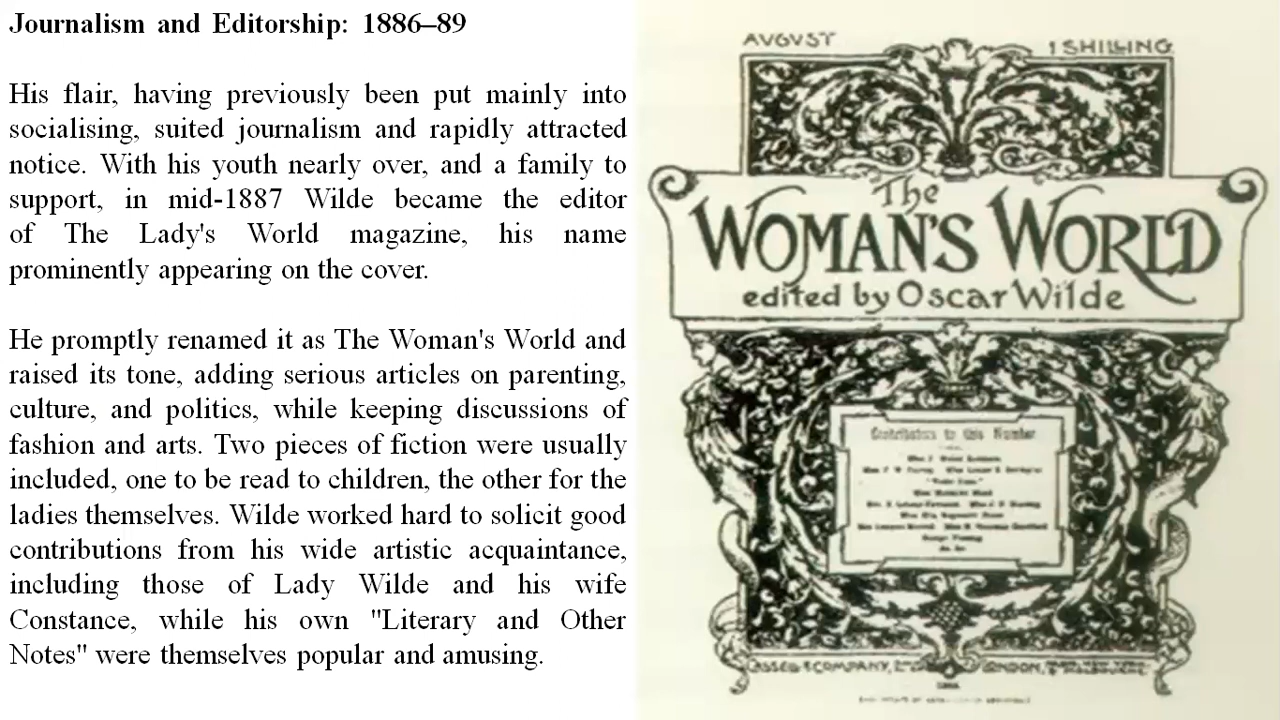 Journalism and Editorship: 1886–89
His flair, having previously been put mainly into
socialising, suited journalism and rapidly attracted
notice. With his youth nearly over, and a family to
support, in mid-1887 Wilde became the editor
of The Lady's World magazine, his name
prominently appearing on the cover.
He promptly renamed it as The Woman's World and
raised its tone, adding serious articles on parenting,
culture, and politics, while keeping discussions of
fashion and arts. Two pieces of fiction were usually
included, one to be read to children, the other for the
ladies themselves. Wilde worked hard to solicit good
contributions from his wide artistic acquaintance,
including those of Lady Wilde and his wife
Constance, while his own "Literary and Other
Notes" were themselves popular and amusing.
AVGVST 1 SHILLING
The
WOMAN'S WORLD
edited by Oscar Wilde
Contributors to this Number
& COMPANY,